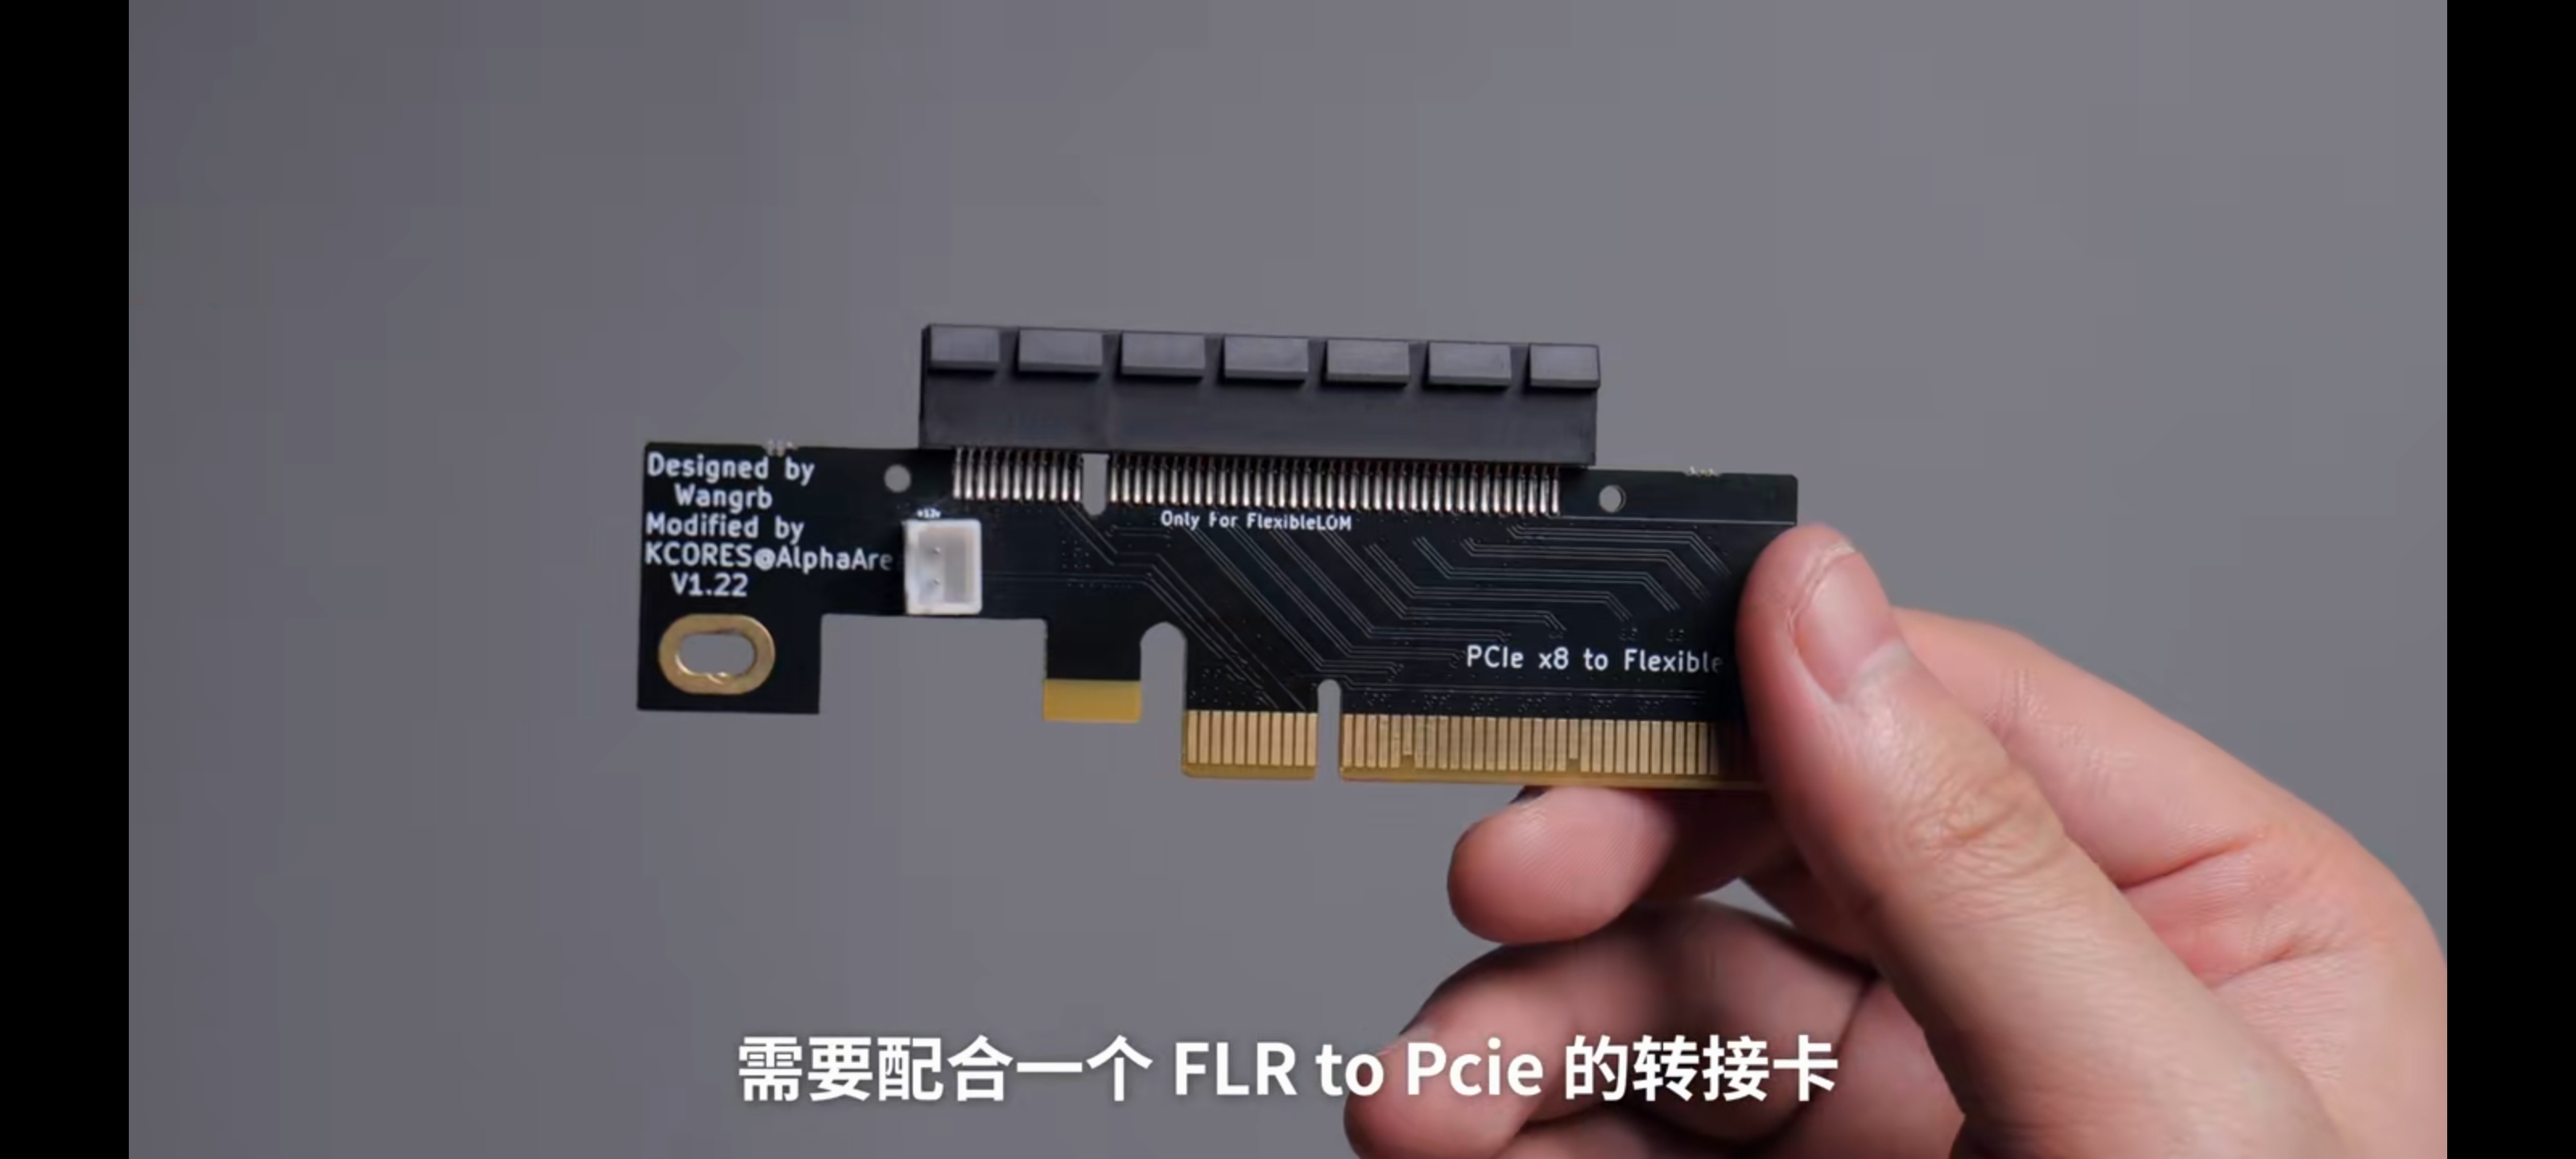 Designed by
Wangrb
Modified by
KCORES@AlphaAre
V1.22
+12v
Only For FlexibleLOM
PCIe x8 to Flexible
需要配合一个 FLR to Pcie 的转接卡